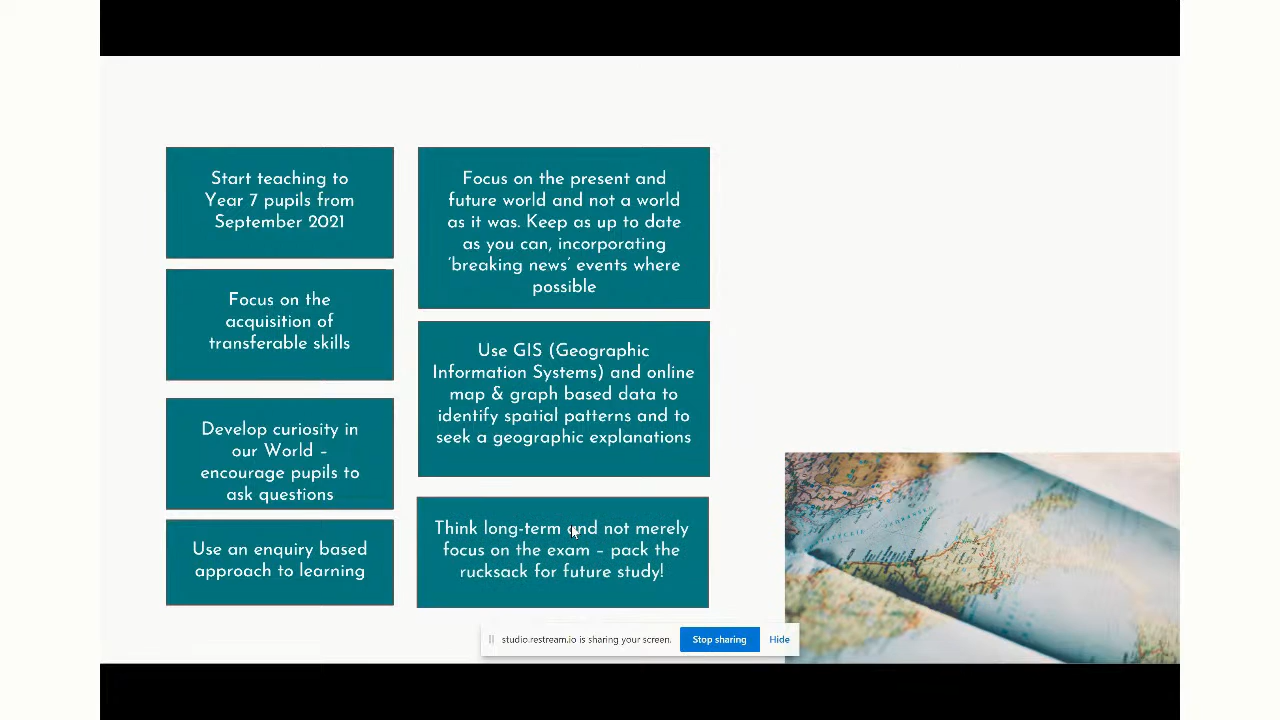 Start teaching to
Year 7 pupils from
September 2021
Focus on the
acquisition of
transferable skills
Develop curiosity in
our World –
encourage pupils to
ask questions
Use an enquiry based
approach to learning
Focus on the present and
future world and not a world
as it was. Keep as up to date
as you can, incorporating
'breaking news' events where
possible
Use GIS (Geographic
Information Systems) and online
map & graph based data to
identify spatial patterns and to
seek a geographic explanations
Think long-term and not merely
focus on the exam – pack the
rucksack for future study!
studio.restream.io is sharing your screen.
Stop sharing
Hide